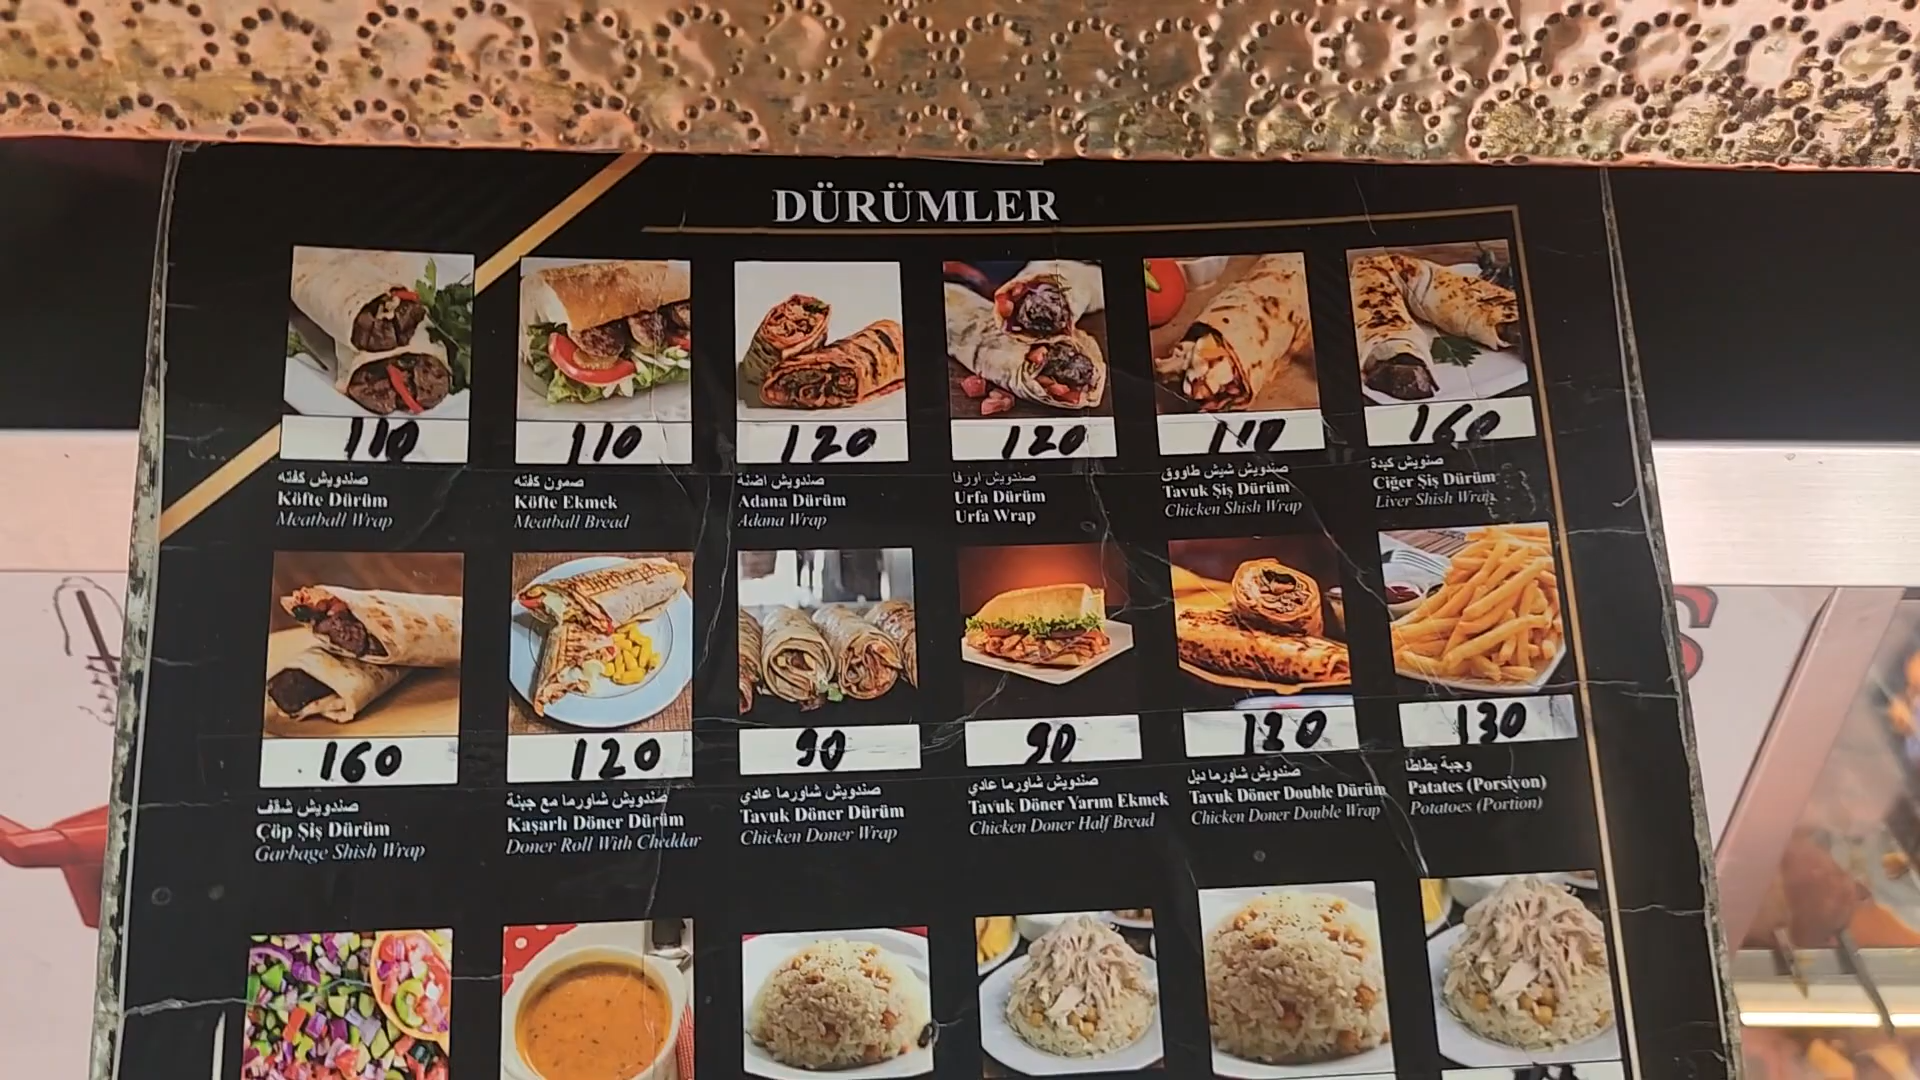 DÜRÜMLER
110
صندويش كفته
Köfte Dürüm
Meatball Wrap
110
صمون كفته
Köfte Ekmek
Meatball Bread
120
صندويش اضنة
Adana Dürüm
Adana Wrap
120
صندويش اورفا
Urfa Dürüm
Urfa Wrap
110
صندويش شيش طاووق
Tavuk Şiş Dürüm
Chicken Shish Wrap
160
صنويش كبدة
Ciğer Şiş Dürüm
Liver Shish Wrap
160
صندويش شقف
Çöp Şiş Dürüm
Garbage Shish Wrap
120
صندويش شاورما مع جبنة
Kaşarlı Döner Dürüm
Doner Roll With Cheddar
90
صندويش شاورما عادي
Tavuk Döner Dürüm
Chicken Doner Wrap
90
صندويش شاورما عادي
Tavuk Döner Yarım Ekmek
Chicken Doner Half Bread
صندويش شاورما دبل
Tavuk Döner Double Dürüm
Chicken Doner Double Wrap
130
وجبة بطاطا
Patates (Porsiyon)
Potatoes (Portion)